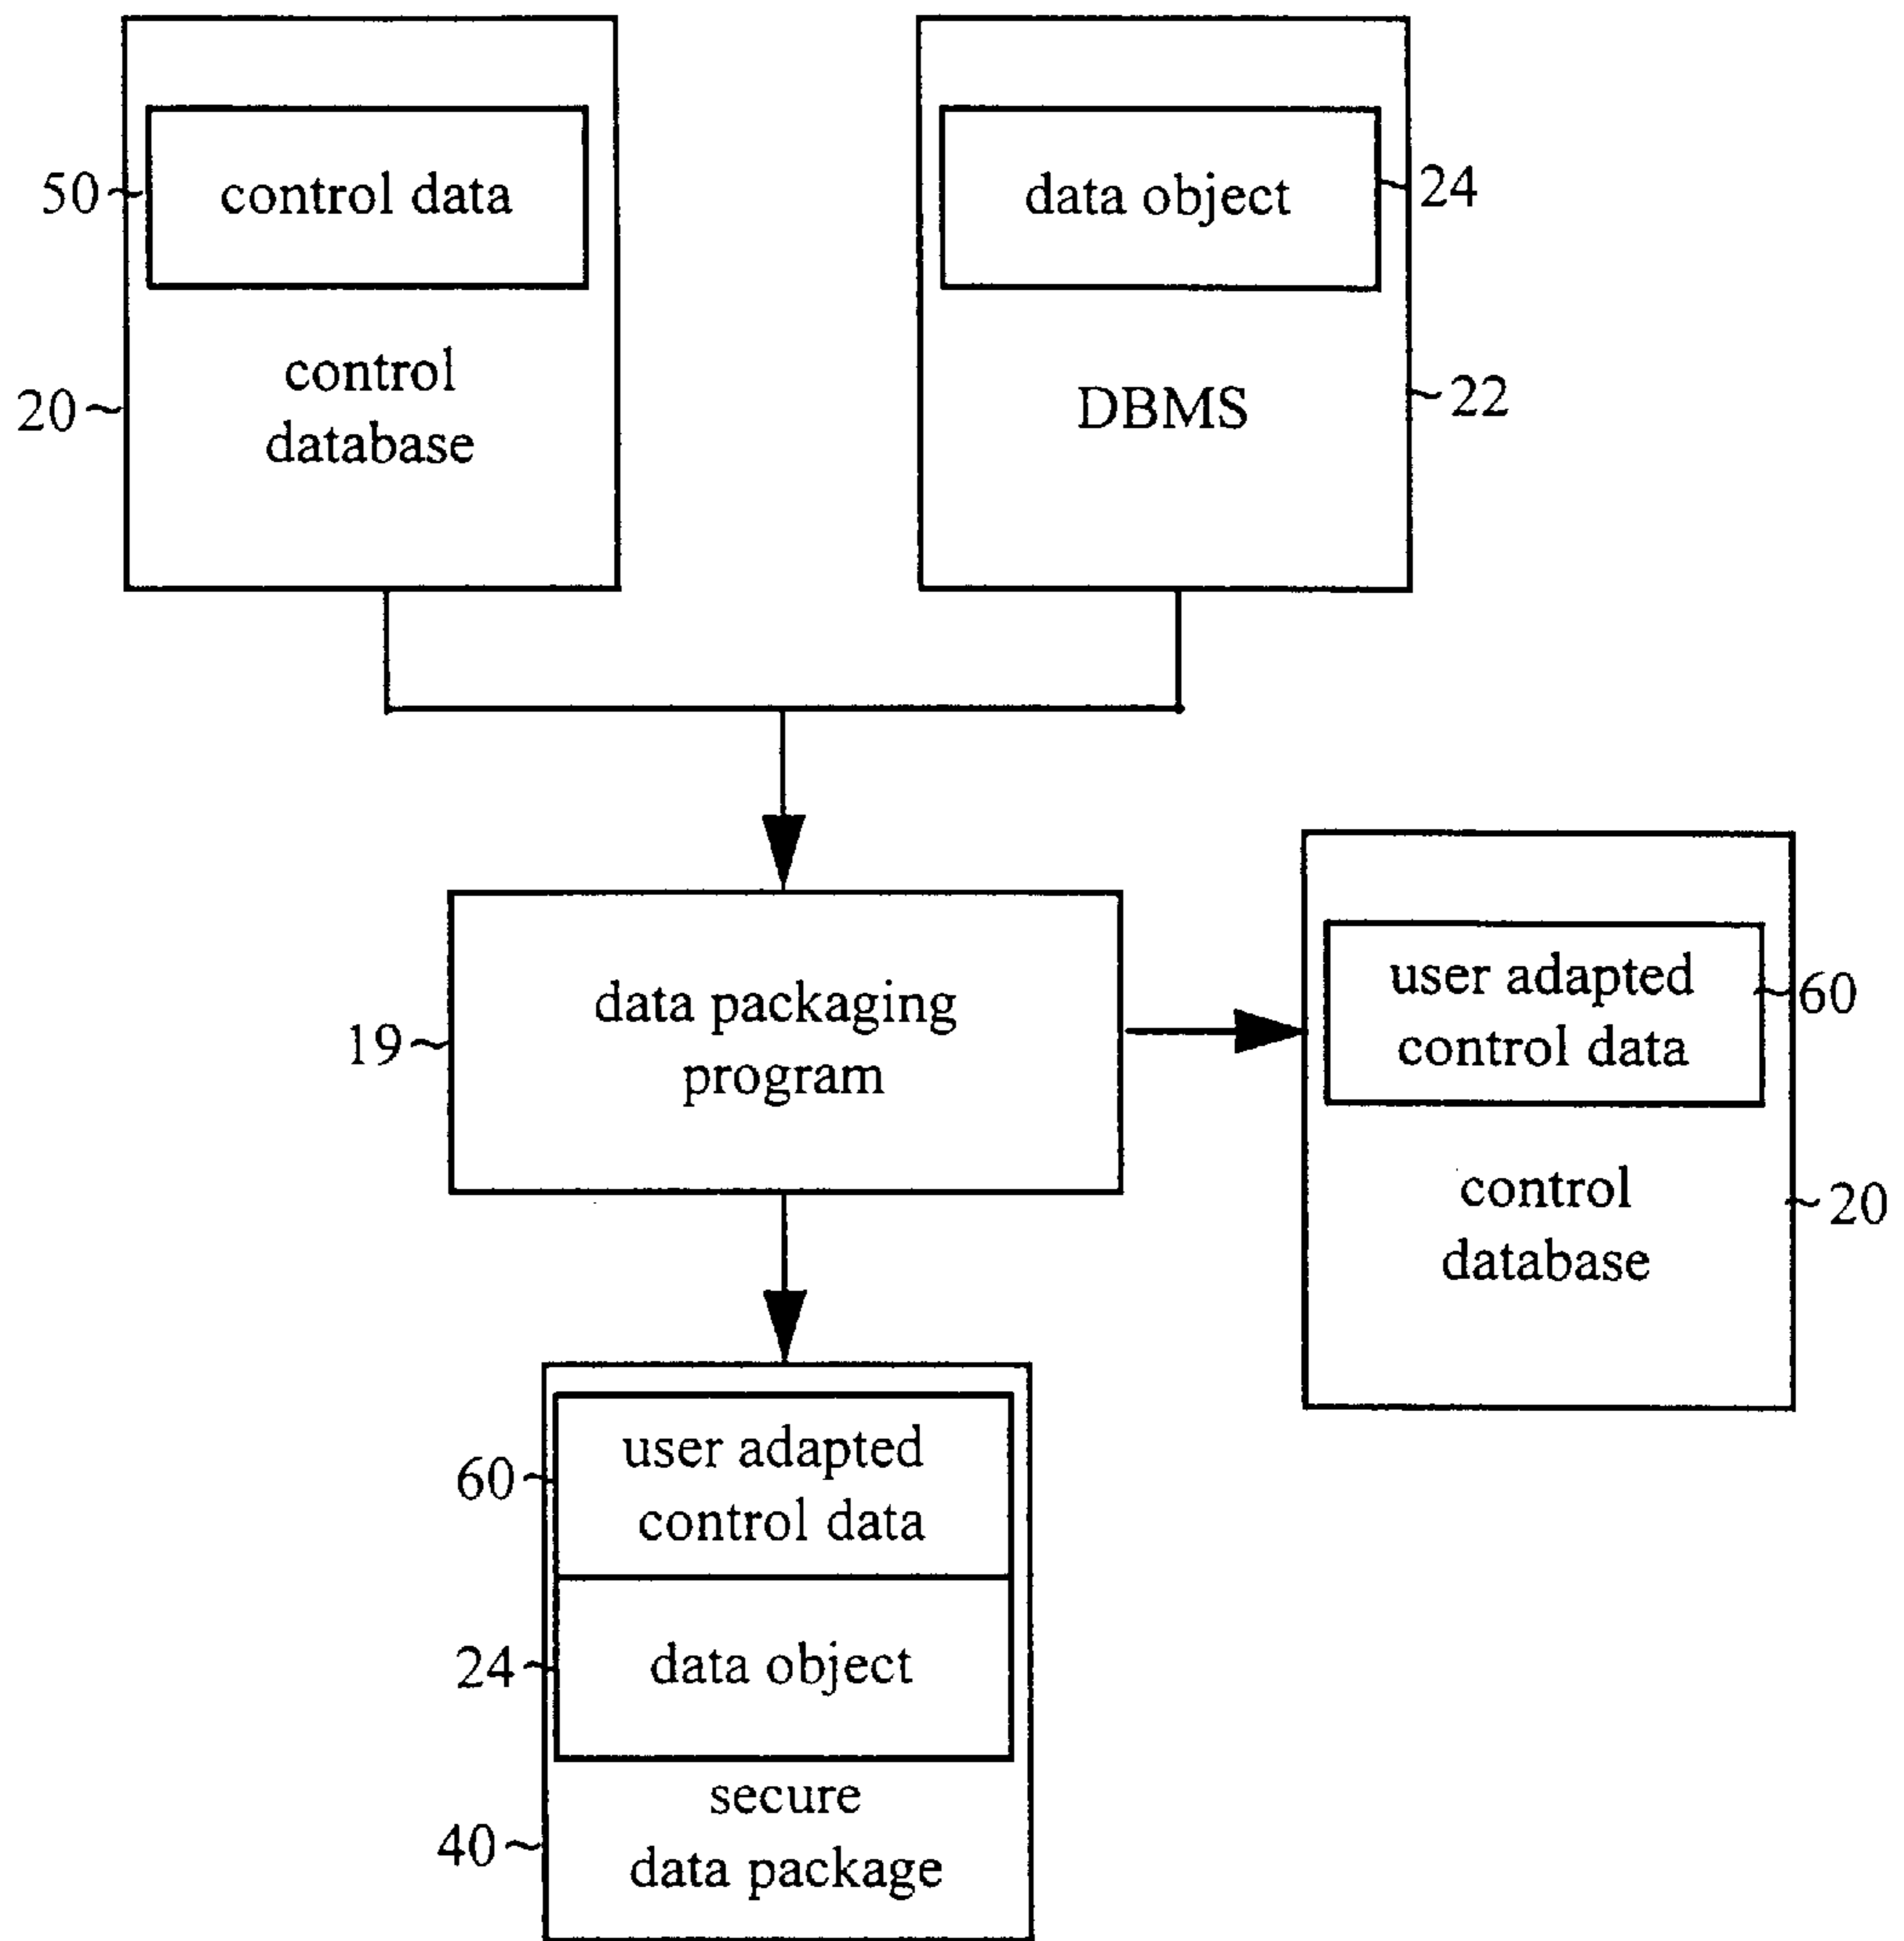 50
control data
20
control
database
data object
24
DBMS
22
19
data packaging
program
user adapted
control data
60
control
database
20
60
user adapted
control data
24
data object
40
secure
data package